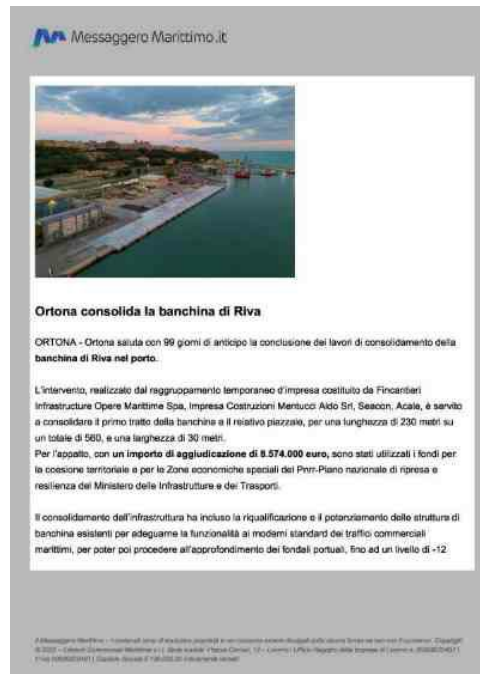 Messaggero Marittimo.it
Ortona consolida la banchina di Riva
ORTONA - Ortona saluta con 99 giorni di anticipo la conclusione dei lavori di consolidamento della
banchina di Riva nel porto.
L'intervento, realizzato dal raggruppamento temporaneo d'impresa costituito da Fincantieri
Infrastructure Opere Marittime Spa, Impresa Costruzioni Mentucci Aldo Srl, Seacon, Acale, è servito
a consolidare il primo tratto della banchina e il relativo piazzale, per una lunghezza di 230 metri su
un totale di 560, e una larghezza di 30 metri.
Per l'appalto, con un importo di aggiudicazione di 8.574.000 euro, sono stati utilizzati i fondi per
la coesione territoriale e per le Zone economiche speciali del Pnrr-Piano nazionale di ripresa e
resilienza del Ministero delle Infrastrutture e dei Trasporti.
Il consolidamento dell'infrastruttura ha incluso la riqualificazione e il potenziamento delle strutture di
banchina esistenti per adeguarne la funzionalità ai moderni standard dei traffici commerciali
marittimi, per poter poi procedere all'approfondimento dei fondali portuali, fino ad un livello di -12